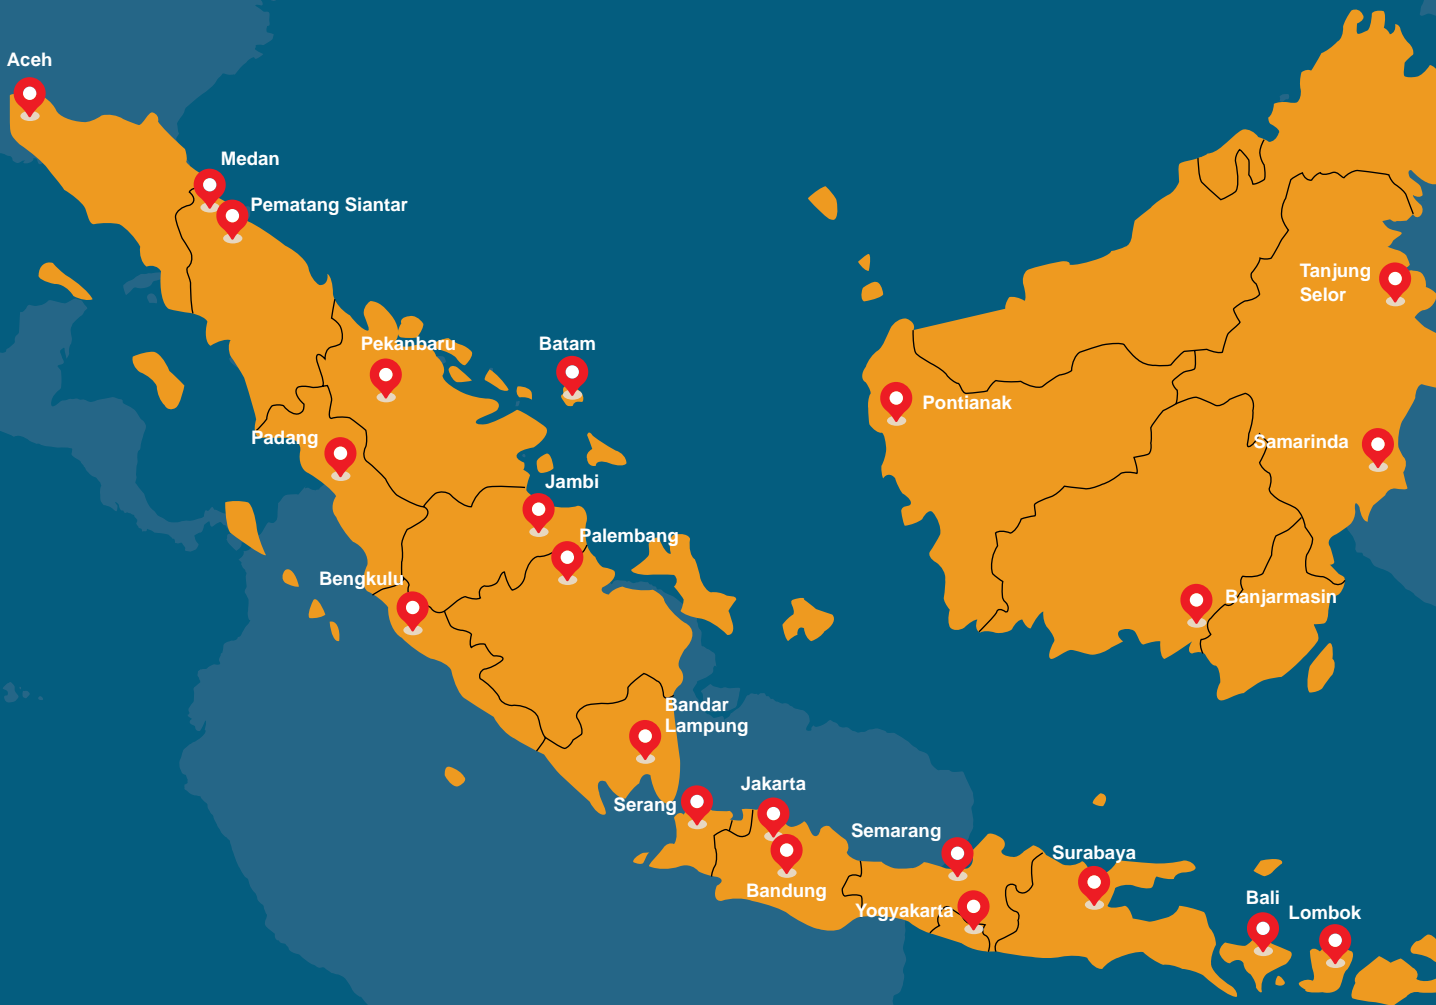 Aceh
Medan
Pematang Siantar
Tanjung
Selor
Pekanbaru
Batam
Pontianak
Padang
Samarinda
Jambi
Palembang
Bengkulu
Banjarmasin
Bandar
Lampung
Jakarta
Serang
Semarang
Surabaya
Bandung
Bali
Yogyakarta
Lombok